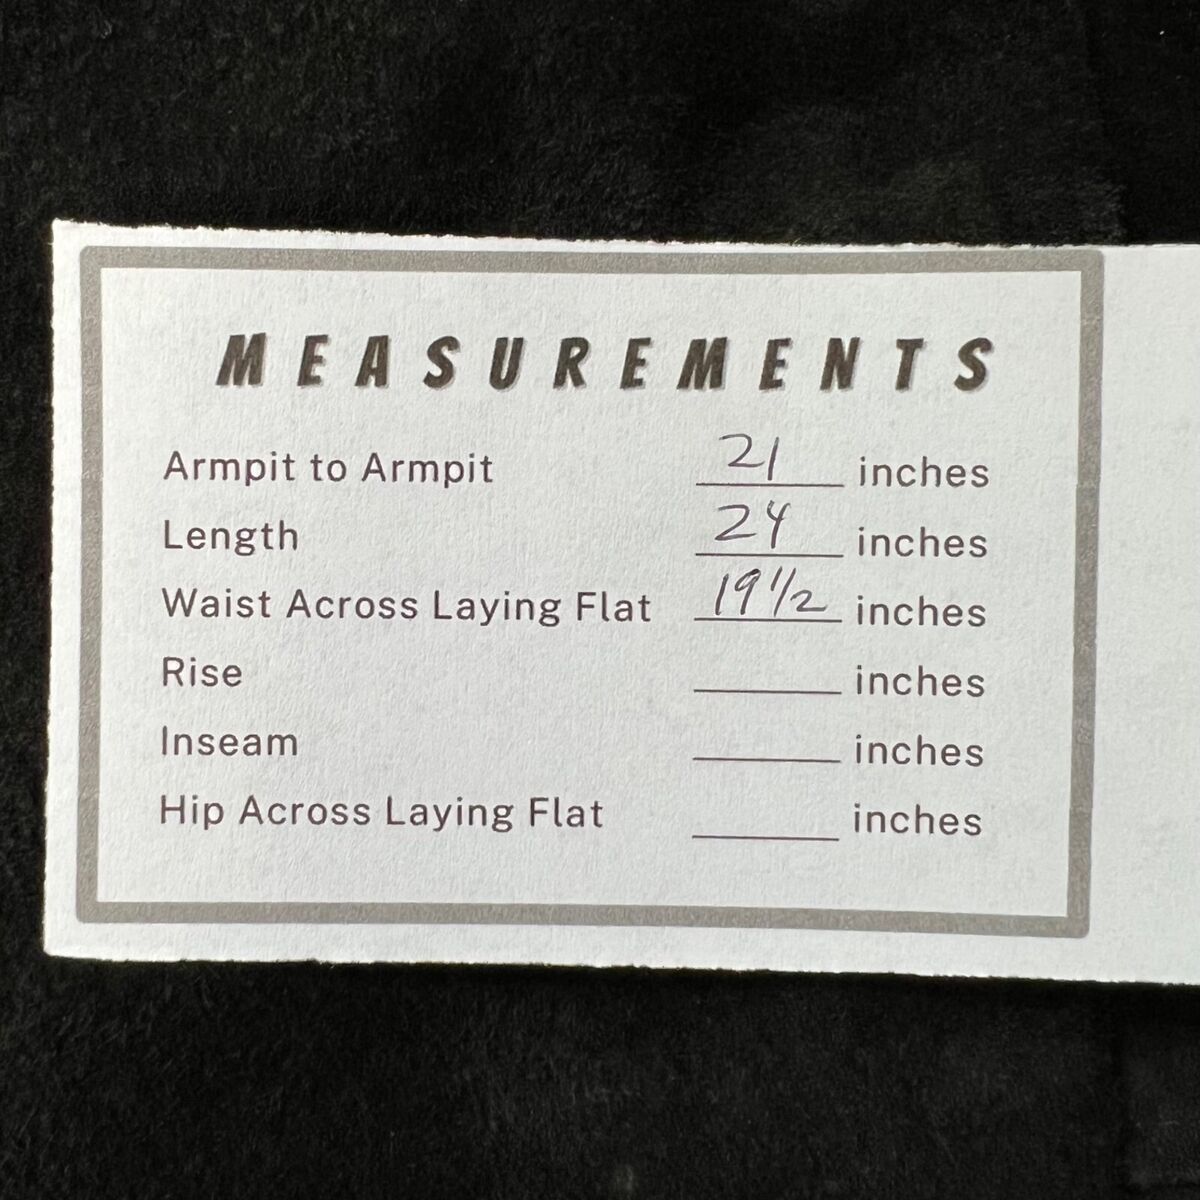 MEASUREMENTS
Armpit to Armpit 21 inches
Length 24 inches
Waist Across Laying Flat 19 1/2 inches
Rise inches
Inseam inches
Hip Across Laying Flat inches